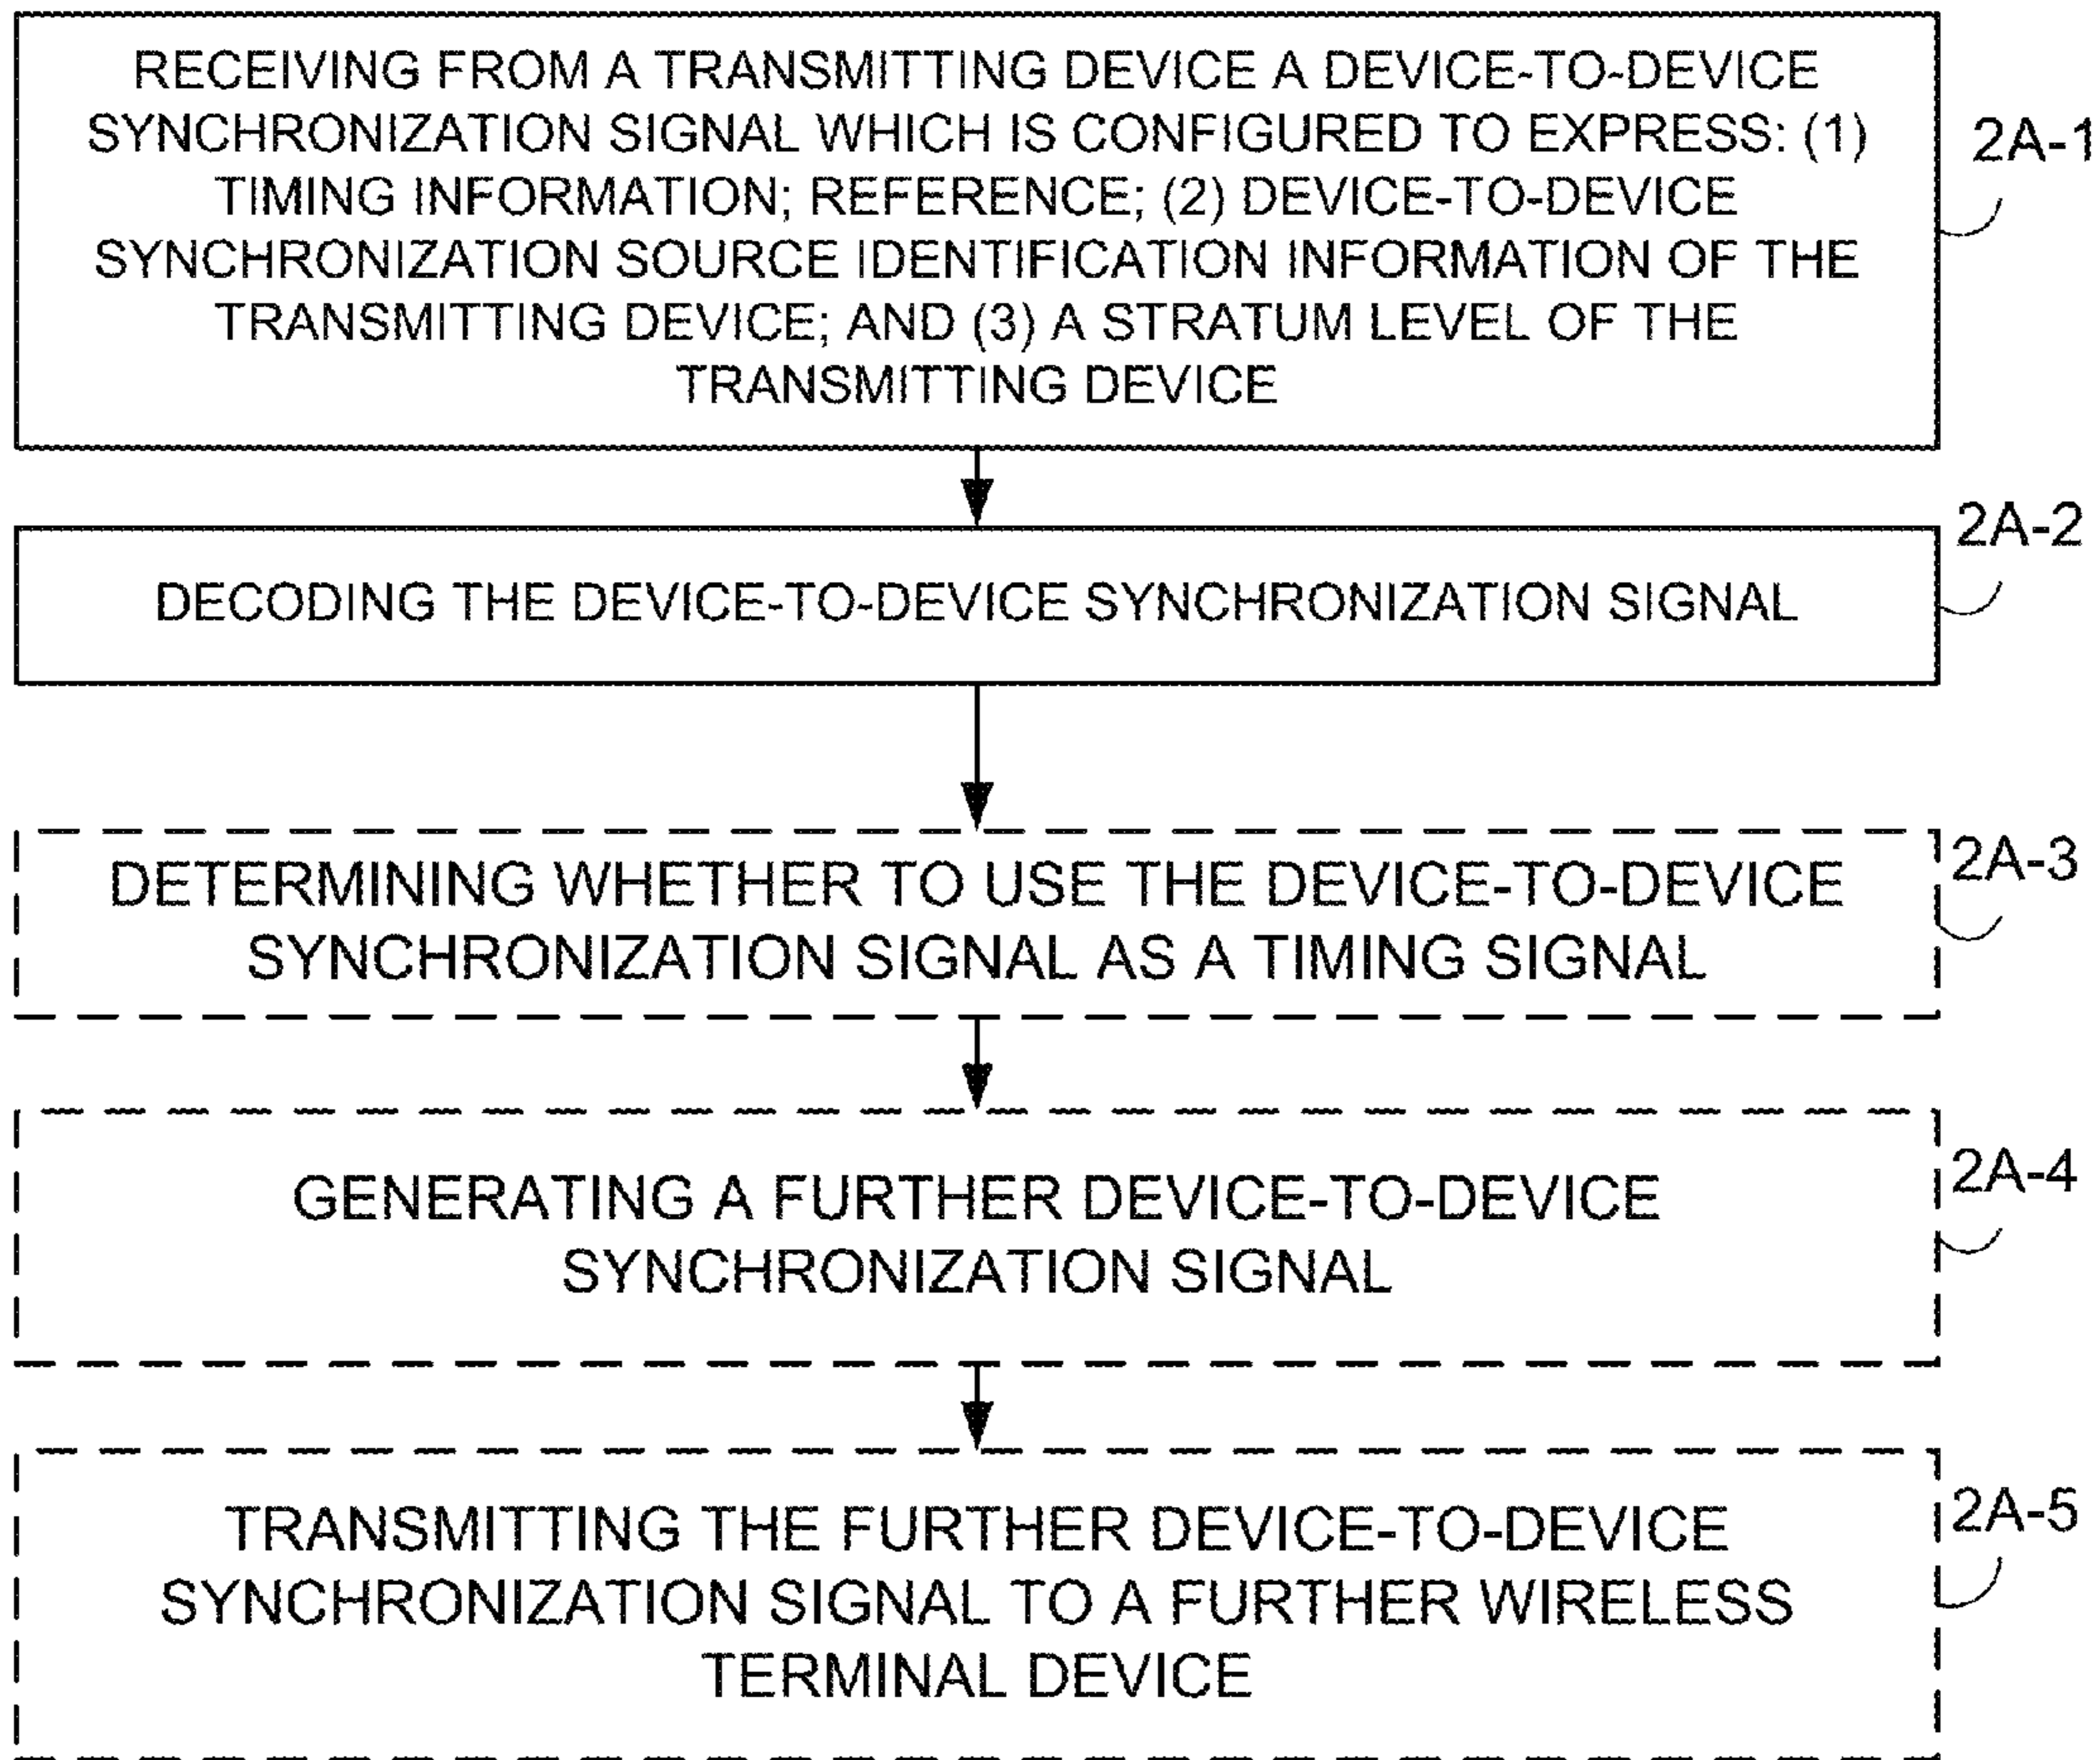 RECEIVING FROM A TRANSMITTING DEVICE A DEVICE-TO-DEVICE
SYNCHRONIZATION SIGNAL WHICH IS CONFIGURED TO EXPRESS: (1)
TIMING INFORMATION; REFERENCE; (2) DEVICE-TO-DEVICE
SYNCHRONIZATION SOURCE IDENTIFICATION INFORMATION OF THE
TRANSMITTING DEVICE; AND (3) A STRATUM LEVEL OF THE
TRANSMITTING DEVICE
2A-1
2A-2
DECODING THE DEVICE-TO-DEVICE SYNCHRONIZATION SIGNAL
2A-3
DETERMINING WHETHER TO USE THE DEVICE-TO-DEVICE
SYNCHRONIZATION SIGNAL AS A TIMING SIGNAL
2A-4
GENERATING A FURTHER DEVICE-TO-DEVICE
SYNCHRONIZATION SIGNAL
2A-5
TRANSMITTING THE FURTHER DEVICE-TO-DEVICE
SYNCHRONIZATION SIGNAL TO A FURTHER WIRELESS
TERMINAL DEVICE